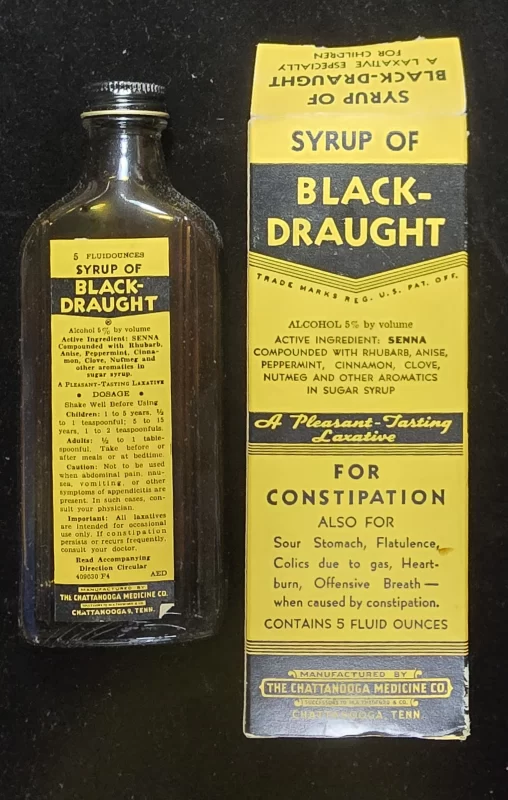 5 FLUIDOUNCES
SYRUP OF
BLACK-
DRAUGHT
®
Alcohol 5% by volume
Active Ingredient: SENNA
Compounded with Rhubarb,
Anise, Peppermint, Cinna-
mon, Clove, Nutmeg and
other aromatics in
sugar syrup.
A PLEASANT-TASTING LAXATIVE
• DOSAGE •
Shake Well Before Using
Children: 1 to 5 years, ½
to 1 teaspoonful; 5 to 15
years, 1 to 2 teaspoonfuls.
Adults: ½ to 1 table-
spoonful. Take before or
after meals or at bedtime.
Caution: Not to be used
when abdominal pain, nau-
sea, vomiting, or other
symptoms of appendicitis are
present. In such cases, con-
sult your physician.
Important: All laxatives
are intended for occasional
use only. If constipation
persists or recurs frequently,
consult your doctor.
Read Accompanying
Direction Circular
409030 F4 AED
MANUFACTURED BY
THE CHATTANOOGA MEDICINE CO.
CHATTANOOGA 9, TENN.
SYRUP OF
BLACK-DRAUGHT
A LAXATIVE ESPECIALLY
FOR CHILDREN
SYRUP OF
BLACK-
DRAUGHT
TRADE MARKS REG. U.S. PAT. OFF.
ALCOHOL 5% by volume
ACTIVE INGREDIENT: SENNA
COMPOUNDED WITH RHUBARB, ANISE,
PEPPERMINT, CINNAMON, CLOVE,
NUTMEG AND OTHER AROMATICS
IN SUGAR SYRUP
A Pleasant-Tasting
Laxative
FOR
CONSTIPATION
ALSO FOR
Sour Stomach, Flatulence,
Colics due to gas, Heart-
burn, Offensive Breath—
when caused by constipation.
CONTAINS 5 FLUID OUNCES
MANUFACTURED BY
THE CHATTANOOGA MEDICINE CO.
CHATTANOOGA, TENN.